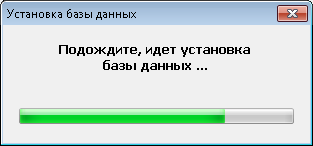 Установка базы данных
Подождите, идет установка
базы данных ...